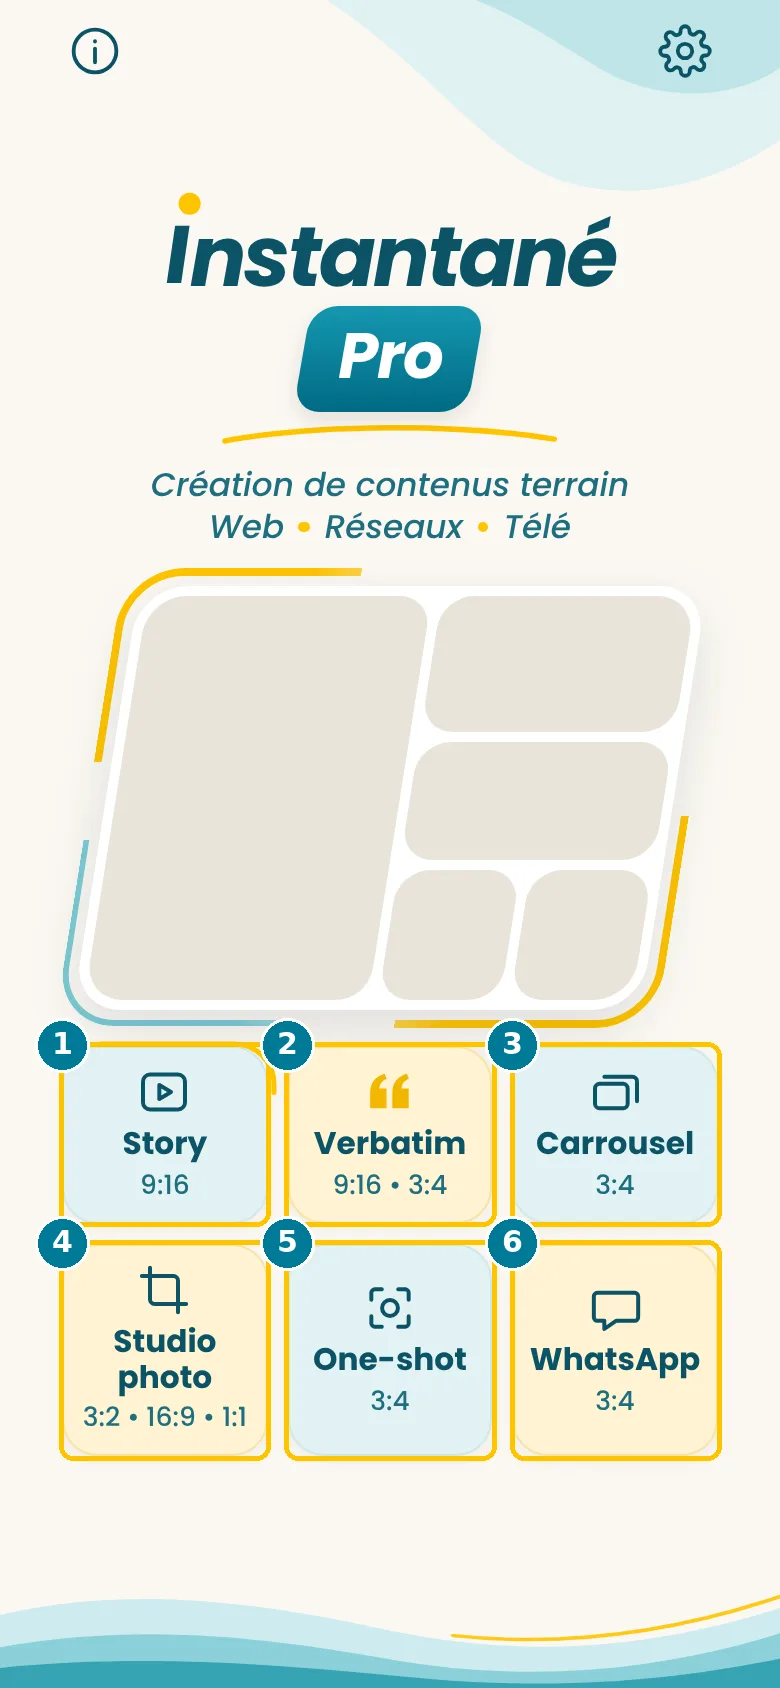 Instantané
Pro
Création de contenus terrain
Web • Réseaux • Télé
1
2
3
Story
Verbatim
Carrousel
9:16
9:16 • 3:4
3:4
4
5
6
Studio
photo
One-shot
WhatsApp
3:2 • 16:9 • 1:1
3:4
3:4